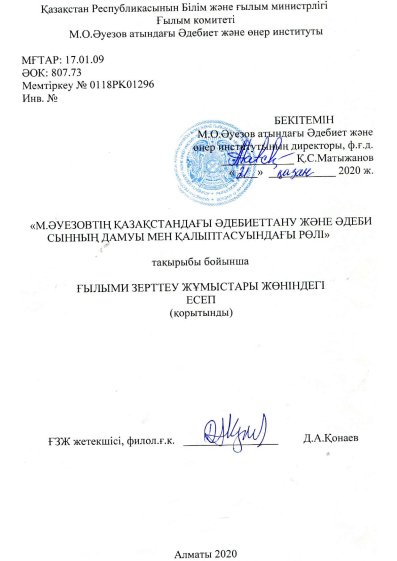 Қазақстан Республикасынын Білім және ғылым министрлігі
Ғылым комитеті
М.О.Әуезов атындағы Әдебиет және өнер институты
МҒТАР: 17.01.09
ӘОК: 807.73
Мемтіркеу № 0118РК01296
Инв. №
БЕКІТЕМІН
М.О.Әуезов атындағы Әдебиет және
өнер институтының директоры, ф.ғ.д.
Қ.С.Матыжанов
« 21 » қазан 2020 ж.
«М.ӘУЕЗОВТІҢ ҚАЗАҚСТАНДАҒЫ ӘДЕБИЕТТАНУ ЖӘНЕ ӘДЕБИ
СЫННЫҢ ДАМУЫ МЕН ҚАЛЫПТАСУЫНДАҒЫ РӨЛІ»
тақырыбы бойынша
ҒЫЛЫМИ ЗЕРТТЕУ ЖҰМЫСТАРЫ ЖӨНІНДЕГІ
ЕСЕП
(қорытынды)
ҒЗЖ жетекшісі, филол.ғ.к. Д.А.Қонаев
Алматы 2020